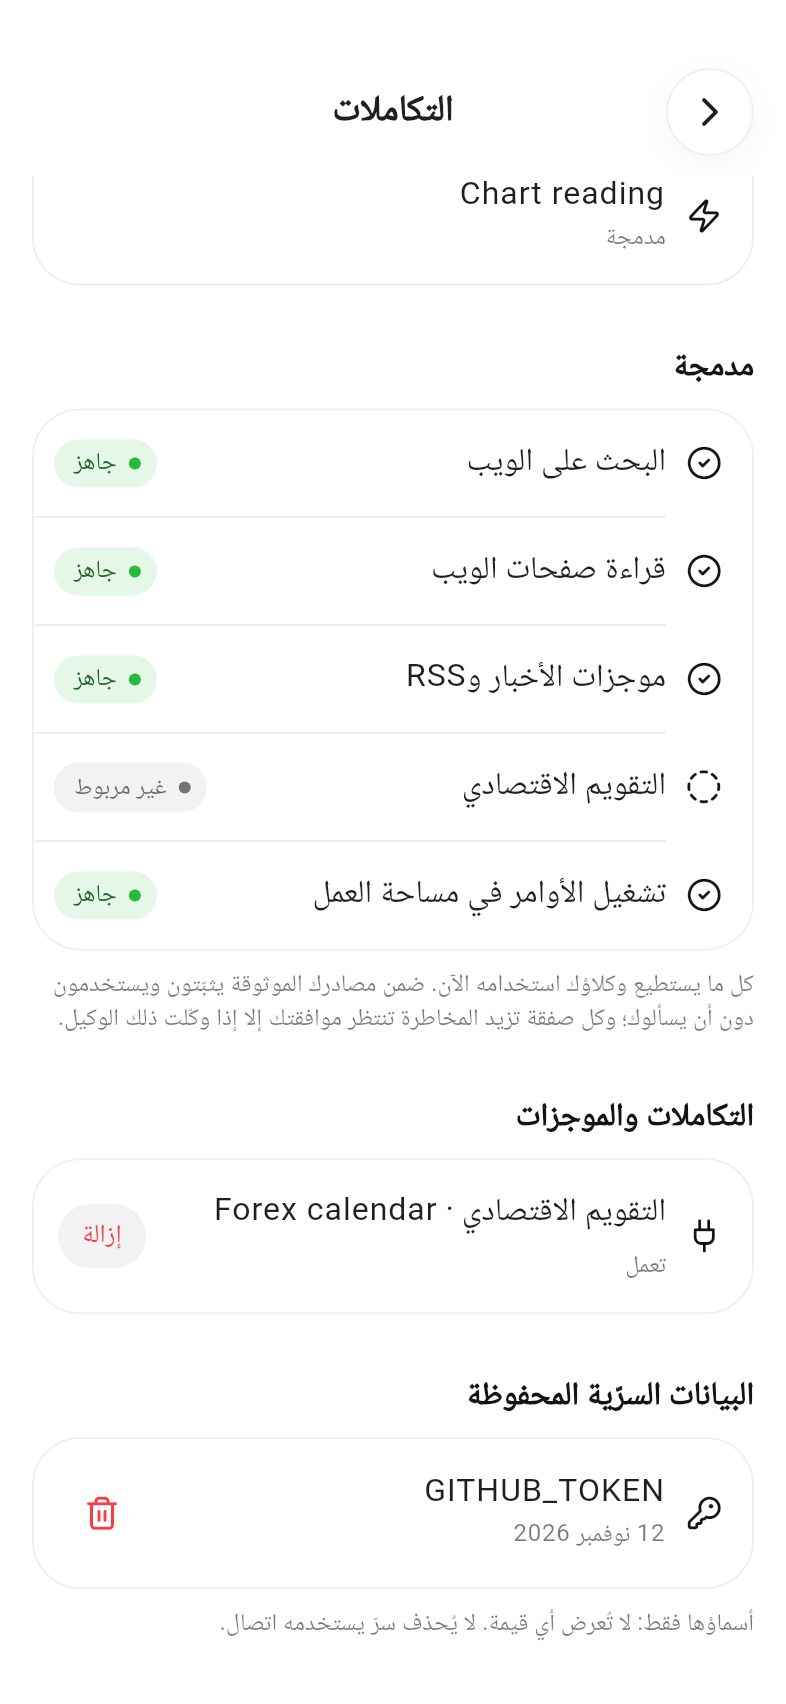 التكاملات
Chart reading
مدمجة
مدمجة
البحث على الويب
جاهز
قراءة صفحات الويب
جاهز
موجزات الأخبار وRSS
جاهز
التقويم الاقتصادي
غير مربوط
تشغيل الأوامر في مساحة العمل
جاهز
كل ما يستطيع وكلاؤك استخدامه الآن. ضمن مصادرك الموثوقة يثبّتون ويستخدمون
دون أن يسألوك؛ وكل صفقة تزيد المخاطرة تنتظر موافقتك إلا إذا وكّلت ذلك الوكيل.
التكاملات والموجزات
التقويم الاقتصادي · Forex calendar
تعمل
إزالة
البيانات السرّية المحفوظة
GITHUB_TOKEN
12 نوفمبر 2026
أسماؤها فقط: لا تُعرض أي قيمة. لا يُحذف سرّ يستخدمه اتصال.